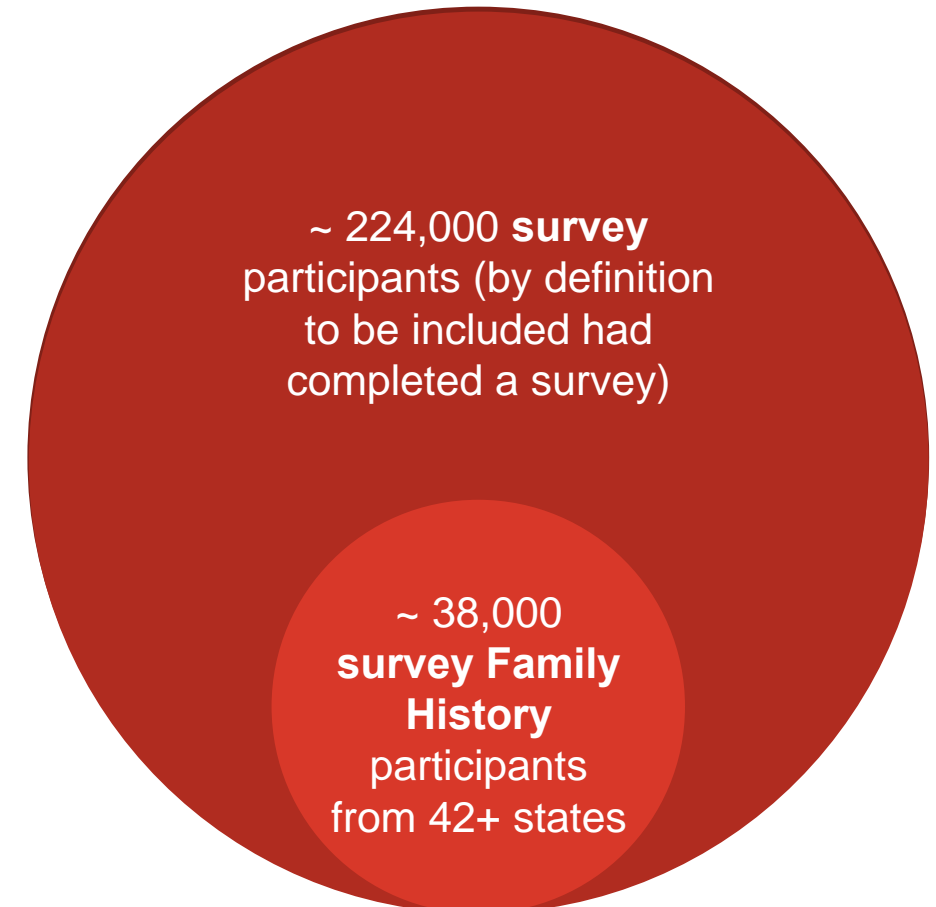 ~ 224,000 survey
participants (by definition
to be included had
completed a survey)
~ 38,000
survey Family
History
participants
from 42+ states